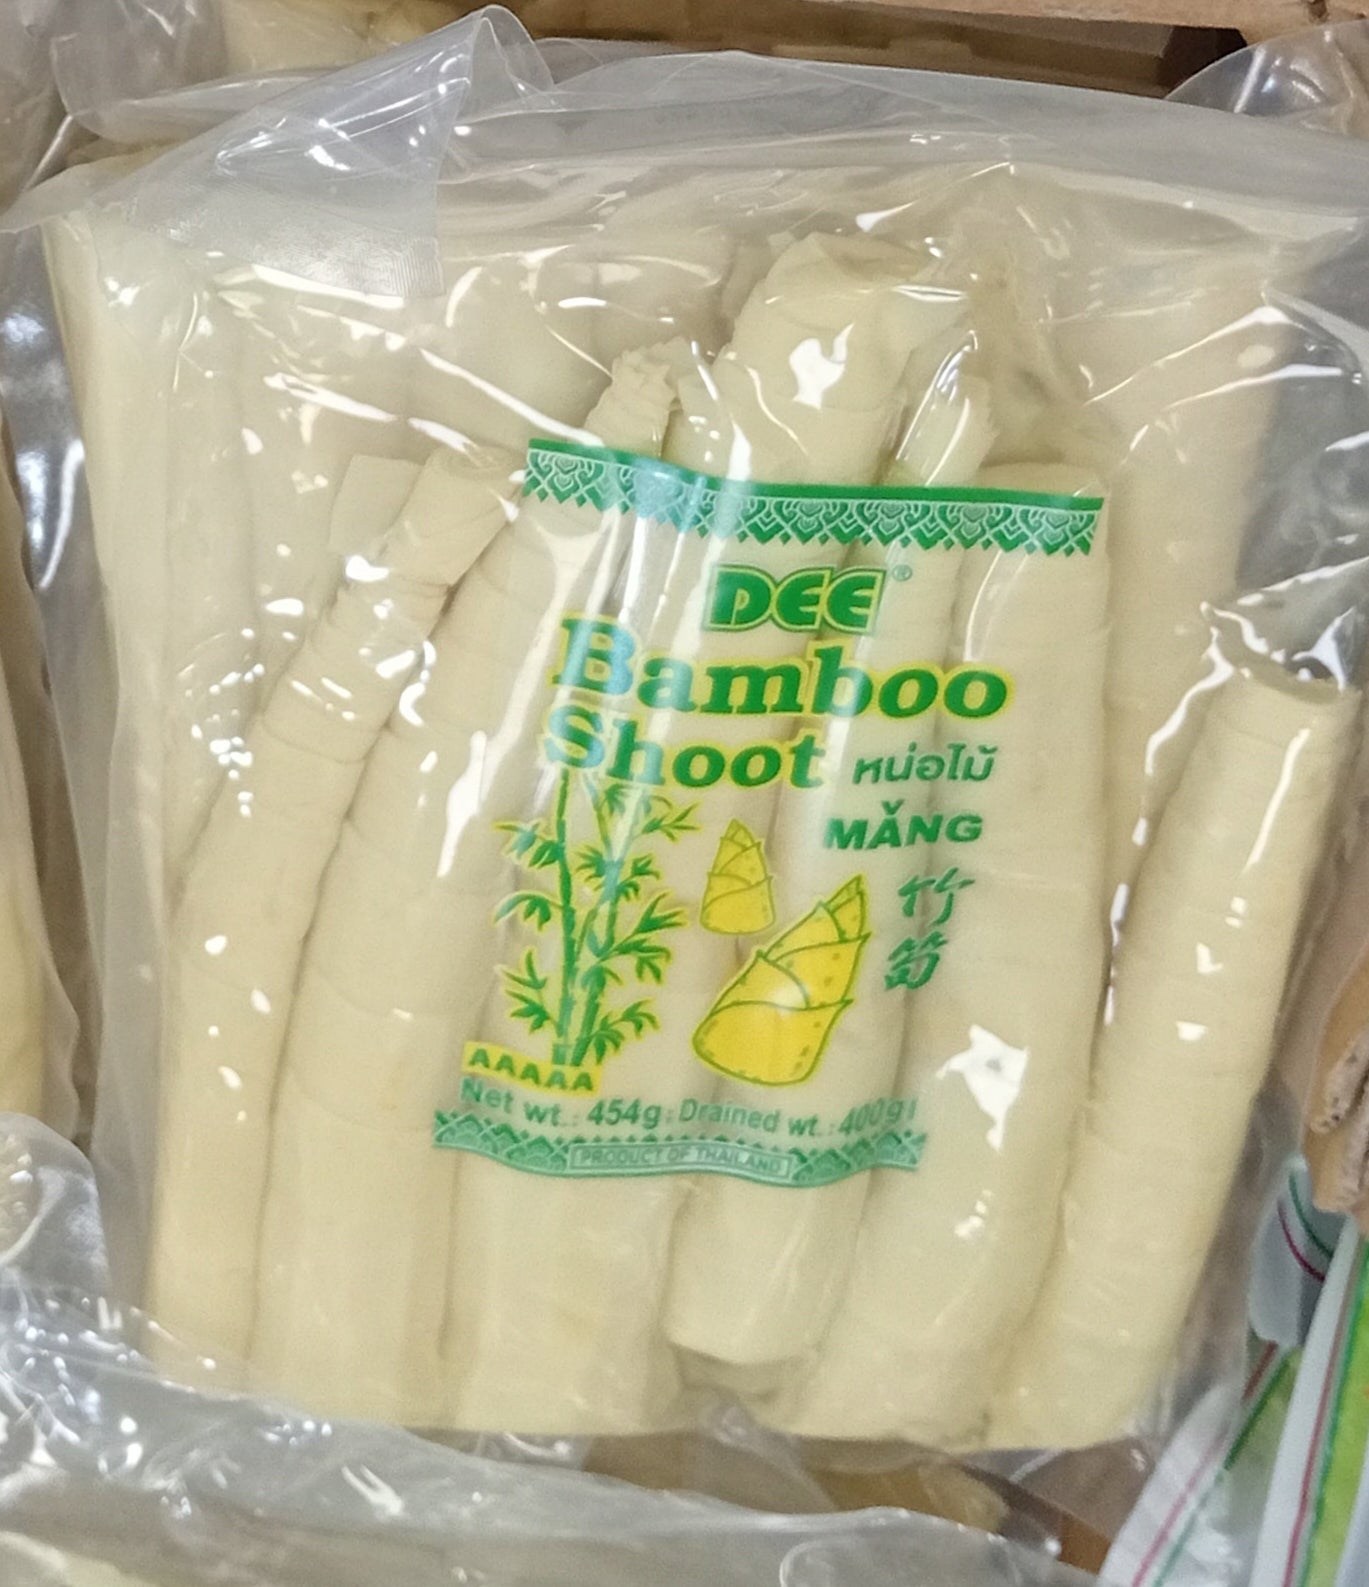 DEE®
Bamboo
Shoot หน่อไม้
MĂNG
竹
筍
AAAAA
Net wt.: 454g: Drained wt.: 400g
PRODUCT OF THAILAND